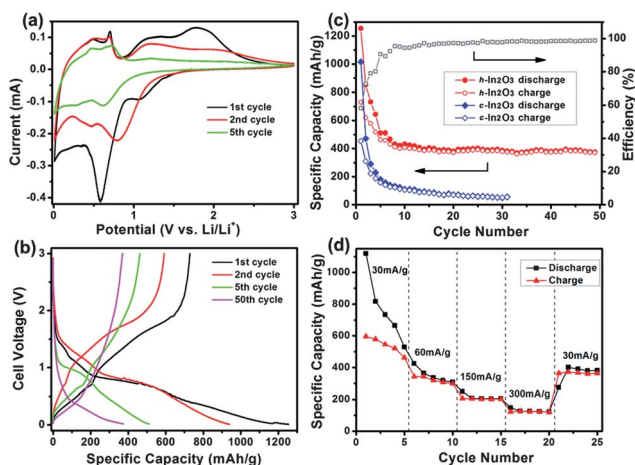 (a)
0.1
0.0
-0.1
-0.2
-0.3
-0.4
Current (mA)
1st cycle
2nd cycle
5th cycle
0 1 2 3
Potential (V vs. Li/Li+)
(b)
3
2
1
0
Cell Voltage (V)
1st cycle
2nd cycle
5th cycle
50th cycle
0 200 400 600 800 1000 1200
Specific Capacity (mAh/g)
(c)
1200
1000
800
600
400
200
0
Specific Capacity (mAh/g)
h-In2O3 discharge
h-In2O3 charge
c-In2O3 discharge
c-In2O3 charge
100
80
60
40
20
0
Efficiency (%)
0 10 20 30 40 50
Cycle Number
(d)
1000
800
600
400
200
0
Specific Capacity (mAh/g)
30mA/g
60mA/g
150mA/g
300mA/g
30mA/g
Discharge
Charge
0 5 10 15 20 25
Cycle Number